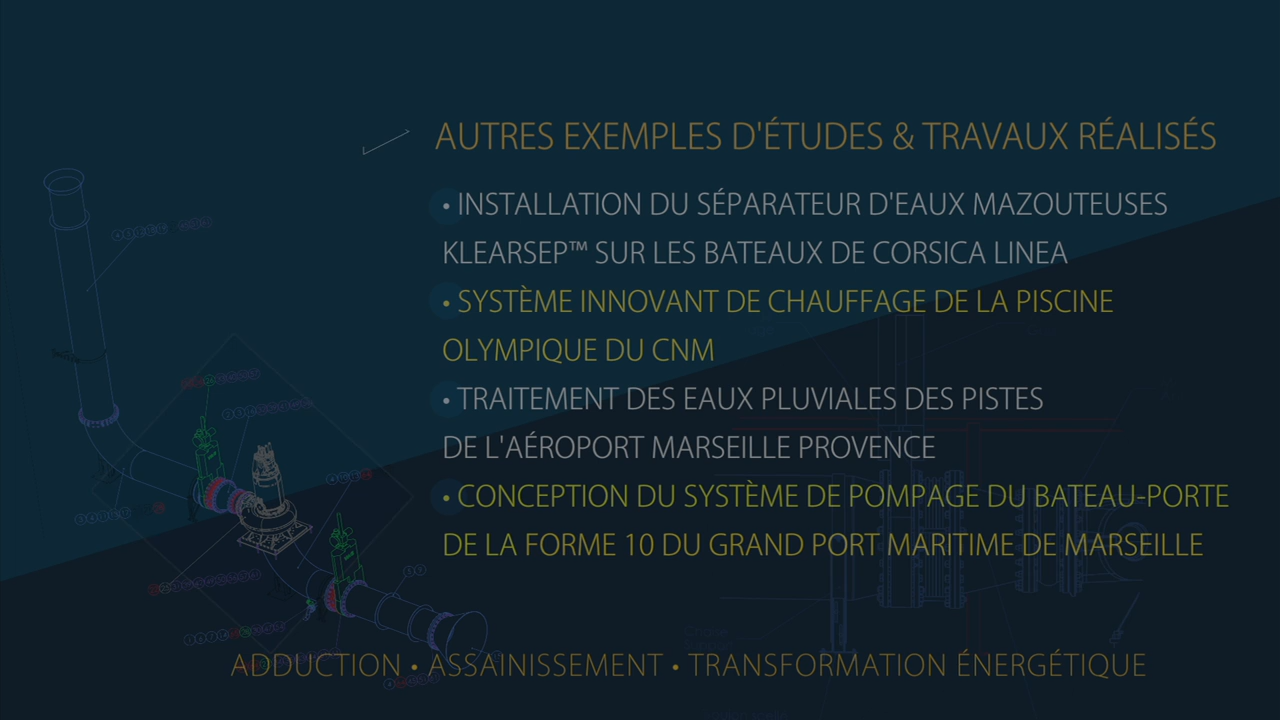 AUTRES EXEMPLES D'ÉTUDES & TRAVAUX RÉALISÉS
• INSTALLATION DU SÉPARATEUR D'EAUX MAZOUTEUSES
KLEARSEP™ SUR LES BATEAUX DE CORSICA LINEA
• SYSTÈME INNOVANT DE CHAUFFAGE DE LA PISCINE
OLYMPIQUE DU CNM
• TRAITEMENT DES EAUX PLUVIALES DES PISTES
DE L'AÉROPORT MARSEILLE PROVENCE
• CONCEPTION DU SYSTÈME DE POMPAGE DU BATEAU-PORTE
DE LA FORME 10 DU GRAND PORT MARITIME DE MARSEILLE
ADDUCTION • ASSAINISSEMENT • TRANSFORMATION ÉNERGÉTIQUE